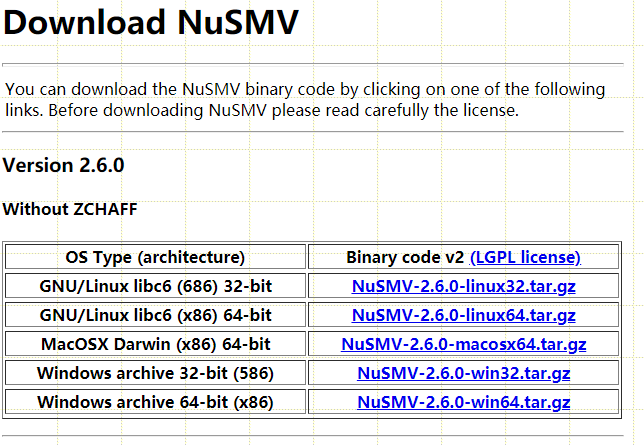 Download NuSMV
You can download the NuSMV binary code by clicking on one of the following
links. Before downloading NuSMV please read carefully the license.
Version 2.6.0
Without ZCHAFF
OS Type (architecture) Binary code v2 (LGPL license)
GNU/Linux libc6 (686) 32-bit NuSMV-2.6.0-linux32.tar.gz
GNU/Linux libc6 (x86) 64-bit NuSMV-2.6.0-linux64.tar.gz
MacOSX Darwin (x86) 64-bit NuSMV-2.6.0-macosx64.tar.gz
Windows archive 32-bit (586) NuSMV-2.6.0-win32.tar.gz
Windows archive 64-bit (x86) NuSMV-2.6.0-win64.tar.gz